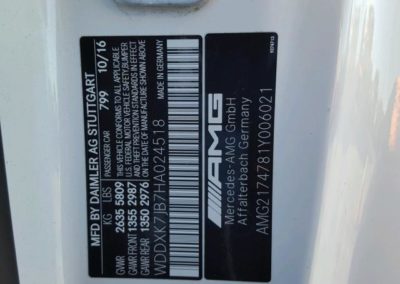 MFD BY DAIMLER AG STUTTGART
KG LBS PASSENGER CAR 799 10/16
GVWR 2635 5809
GAWR FRONT 1355 2987
GAWR REAR 1350 2976
THIS VEHICLE CONFORMS TO ALL APPLICABLE
U.S. FEDERAL MOTOR VEHICLE SAFETY BUMPER
AND THEFT PREVENTION STANDARDS IN EFFECT
ON THE DATE OF MANUFACTURE SHOWN ABOVE
MADE IN GERMANY
WDDXK7JB7HA024518
AMG
Mercedes-AMG GmbH
Affalterbach Germany
AMG2174781Y006021